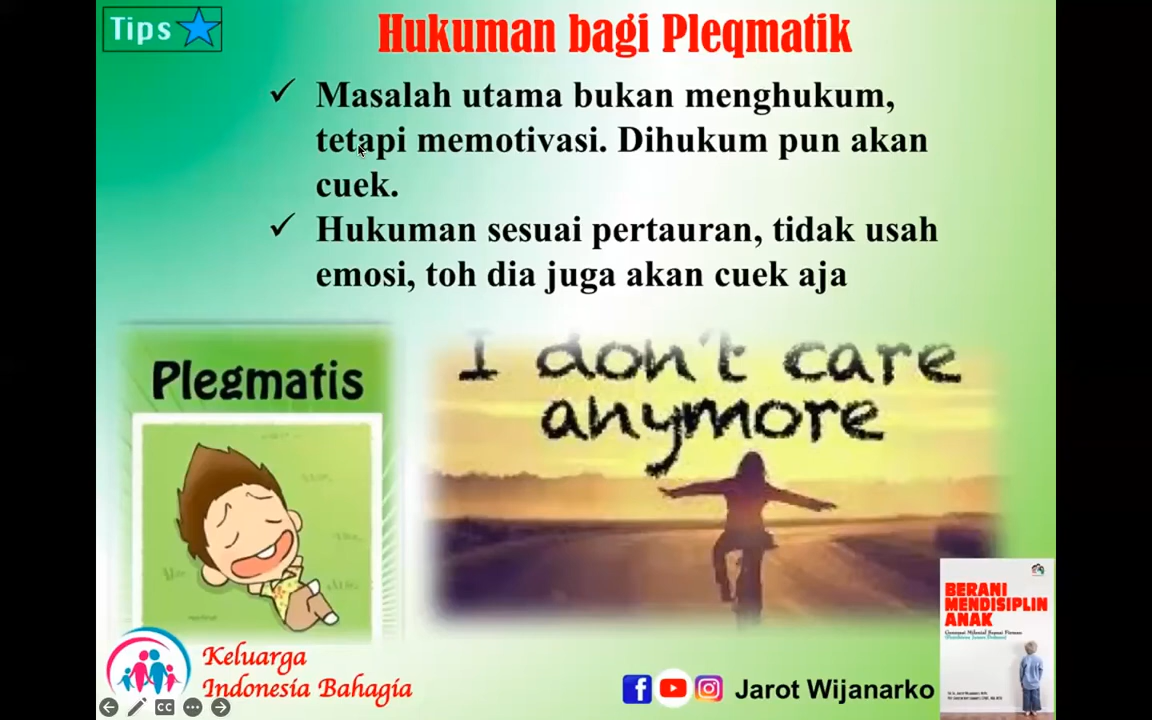 Tips
Hukuman bagi Pleqmatik
✓ Masalah utama bukan menghukum,
tetapi memotivasi. Dihukum pun akan
cuek.
✓ Hukuman sesuai pertauran, tidak usah
emosi, toh dia juga akan cuek aja
Plegmatis
I don't care
anymore
BERANI
MENDISIPLIN
ANAK
Keluarga
Indonesia Bahagia
Jarot Wijanarko
CC